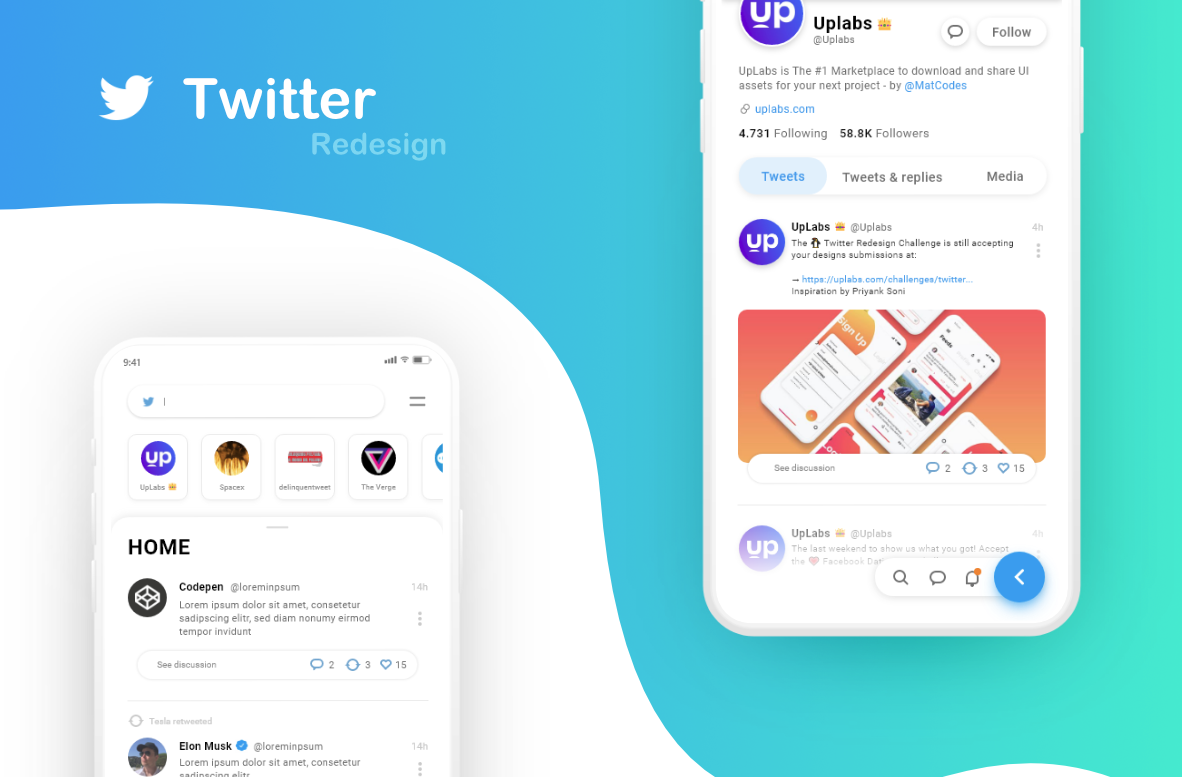 Twitter
Redesign
9:41
UpLabs
Spacex
delinquentweet
The Verge
HOME
Codepen @loreminpsum 14h
Lorem ipsum dolor sit amet, consetetur
sadipscing elitr, sed diam nonumy eirmod
tempor invidunt
See discussion 2 3 15
Tesla retweeted
Elon Musk @loreminpsum 14h
Lorem ipsum dolor sit amet, consetetur
sadipscing elitr
up
Uplabs
@Uplabs
Follow
UpLabs is The #1 Marketplace to download and share UI
assets for your next project - by @MatCodes
uplabs.com
4.731 Following 58.8K Followers
Tweets Tweets & replies Media
UpLabs @Uplabs 4h
The Twitter Redesign Challenge is still accepting
your designs submissions at:
→ https://uplabs.com/challenges/twitter...
Inspiration by Priyank Soni
Sign Up
Feeds
See discussion 2 3 15
UpLabs @Uplabs 4h
The last weekend to show us what you got! Accept
the Facebook